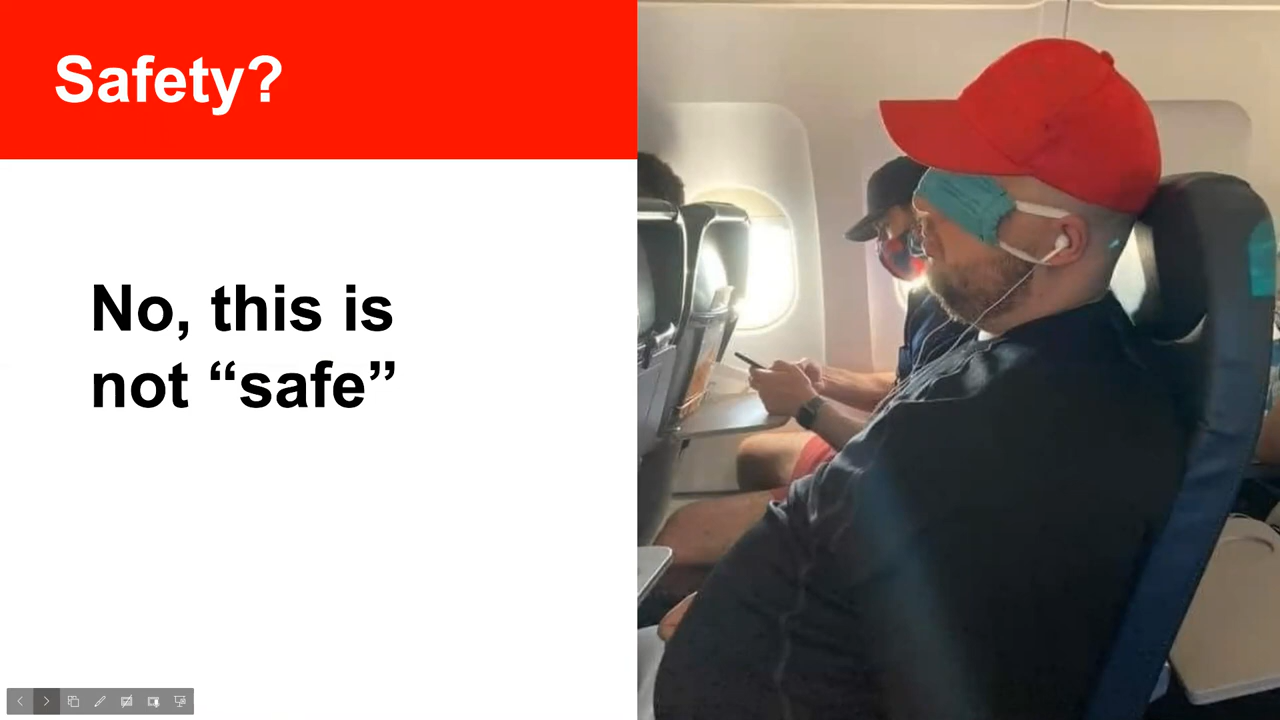 Safety?
No, this is
not “safe”